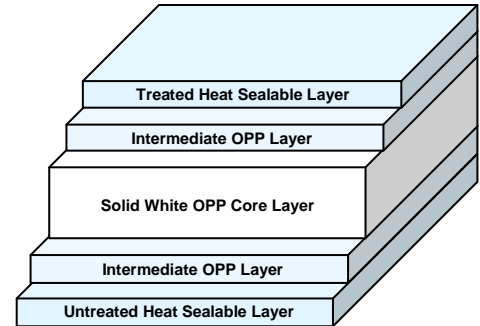 Treated Heat Sealable Layer
Intermediate OPP Layer
Solid White OPP Core Layer
Intermediate OPP Layer
Untreated Heat Sealable Layer